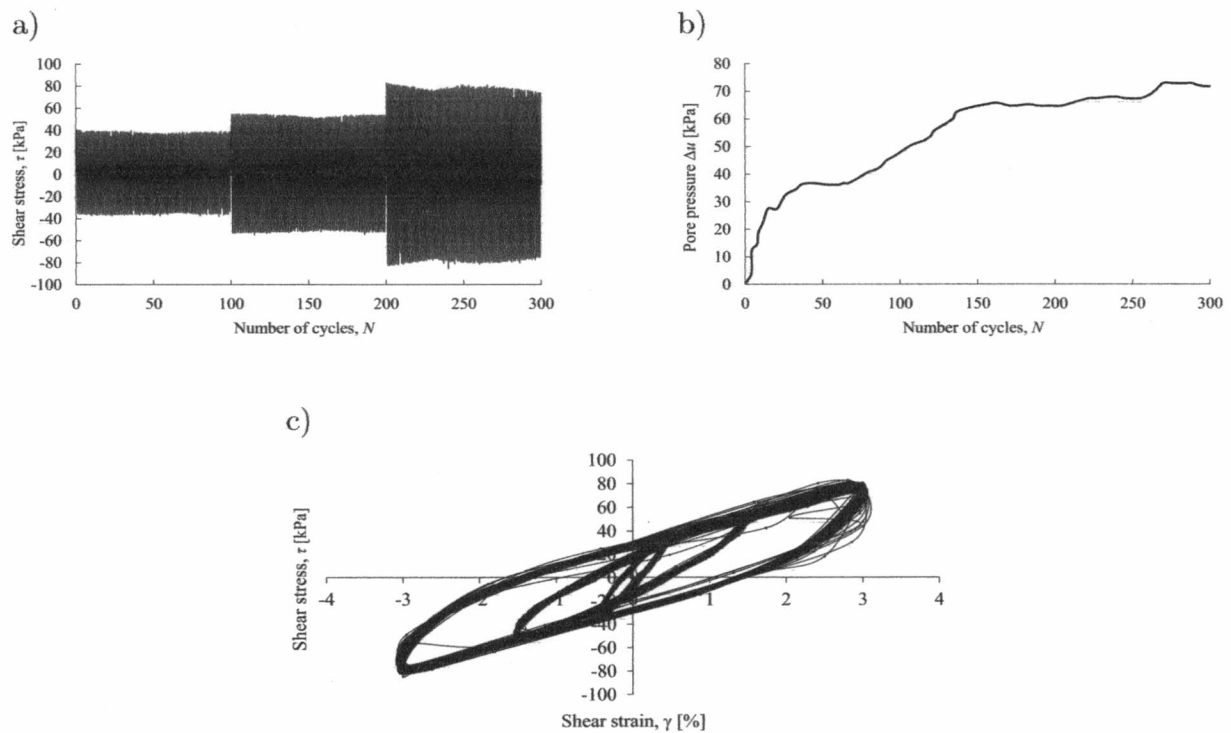 a)
Shear stress, τ [kPa]
100
80
60
40
20
0
-20
-40
-60
-80
-100
0 50 100 150 200 250 300
Number of cycles, N
b)
Pore pressure Δu [kPa]
80
70
60
50
40
30
20
10
0
0 50 100 150 200 250 300
Number of cycles, N
c)
Shear stress, τ [kPa]
100
80
60
40
-20
-40
-60
-80
-100
-4 -3 1 2 3 4
Shear strain, γ [%]